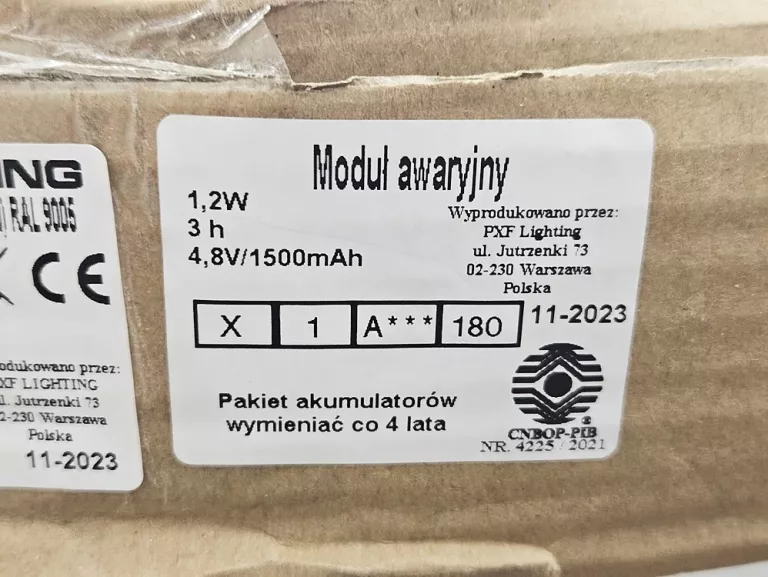 ING
RAL 9005
CE
odukowano przez:
XF LIGHTING
l. Jutrzenki 73
2-230 Warszawa
Polska
11-2023
Moduł awaryjny
1,2W
3 h
4,8V/1500mAh
Wyprodukowano przez:
PXF Lighting
ul. Jutrzenki 73
02-230 Warszawa
Polska
X 1 A*** 180 11-2023
Pakiet akumulatorów
wymieniać co 4 lata
CNBOP-PIB
NR. 4225/2021